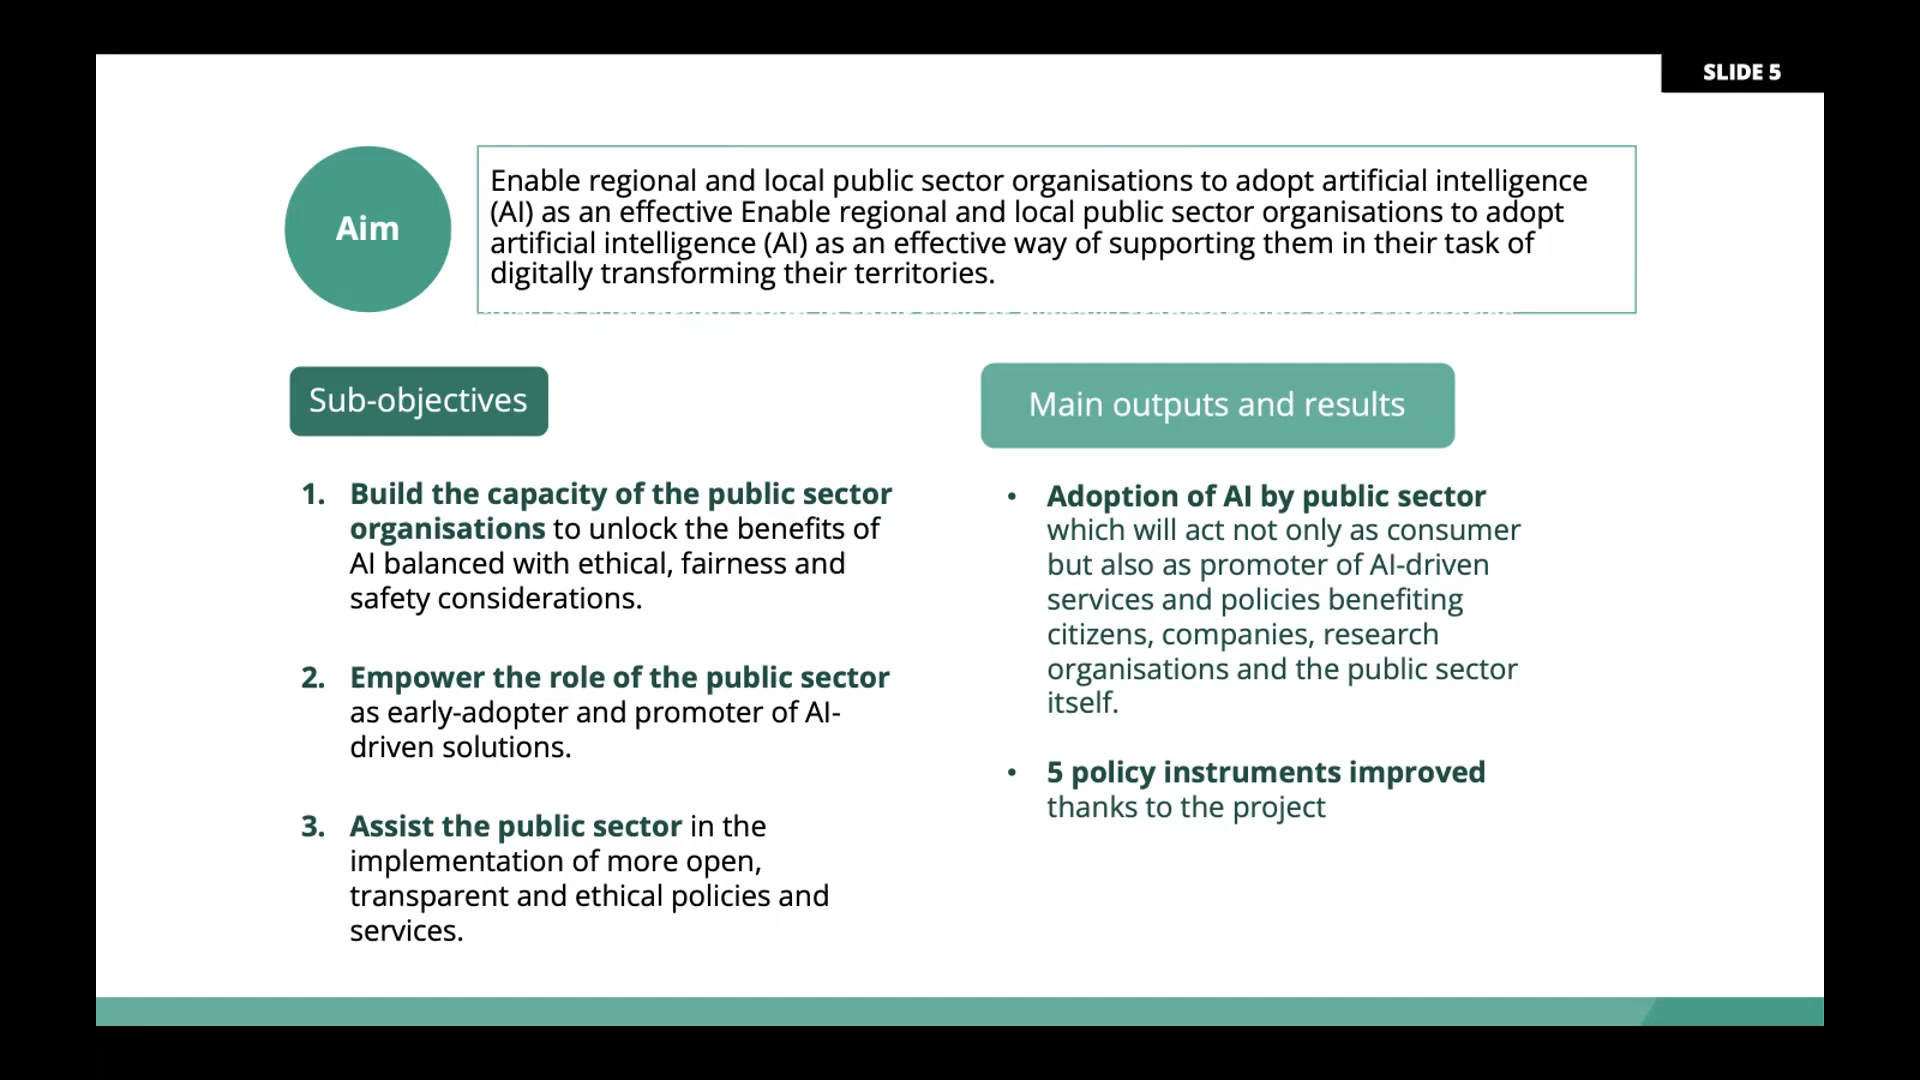 SLIDE 5
Aim
Enable regional and local public sector organisations to adopt artificial intelligence
(AI) as an effective Enable regional and local public sector organisations to adopt
artificial intelligence (AI) as an effective way of supporting them in their task of
digitally transforming their territories.
Sub-objectives
1. Build the capacity of the public sector
organisations to unlock the benefits of
AI balanced with ethical, fairness and
safety considerations.
2. Empower the role of the public sector
as early-adopter and promoter of AI-
driven solutions.
3. Assist the public sector in the
implementation of more open,
transparent and ethical policies and
services.
Main outputs and results
• Adoption of AI by public sector
which will act not only as consumer
but also as promoter of AI-driven
services and policies benefiting
citizens, companies, research
organisations and the public sector
itself.
• 5 policy instruments improved
thanks to the project